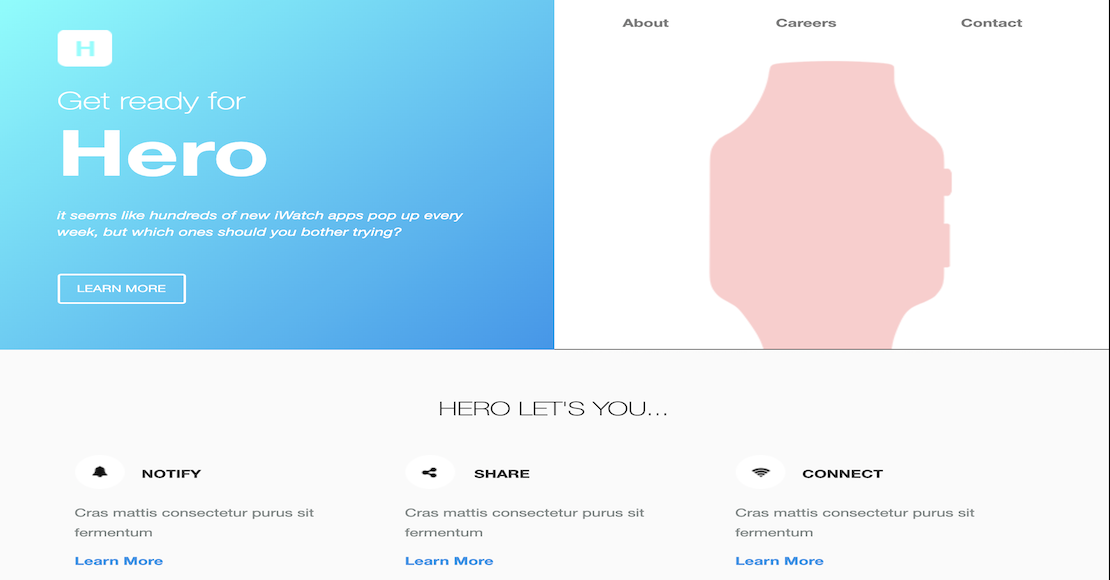 H
About
Careers
Contact
Get ready for
Hero
it seems like hundreds of new iWatch apps pop up every
week, but which ones should you bother trying?
LEARN MORE
HERO LET'S YOU...
NOTIFY
Cras mattis consectetur purus sit
fermentum
Learn More
SHARE
Cras mattis consectetur purus sit
fermentum
Learn More
CONNECT
Cras mattis consectetur purus sit
fermentum
Learn More